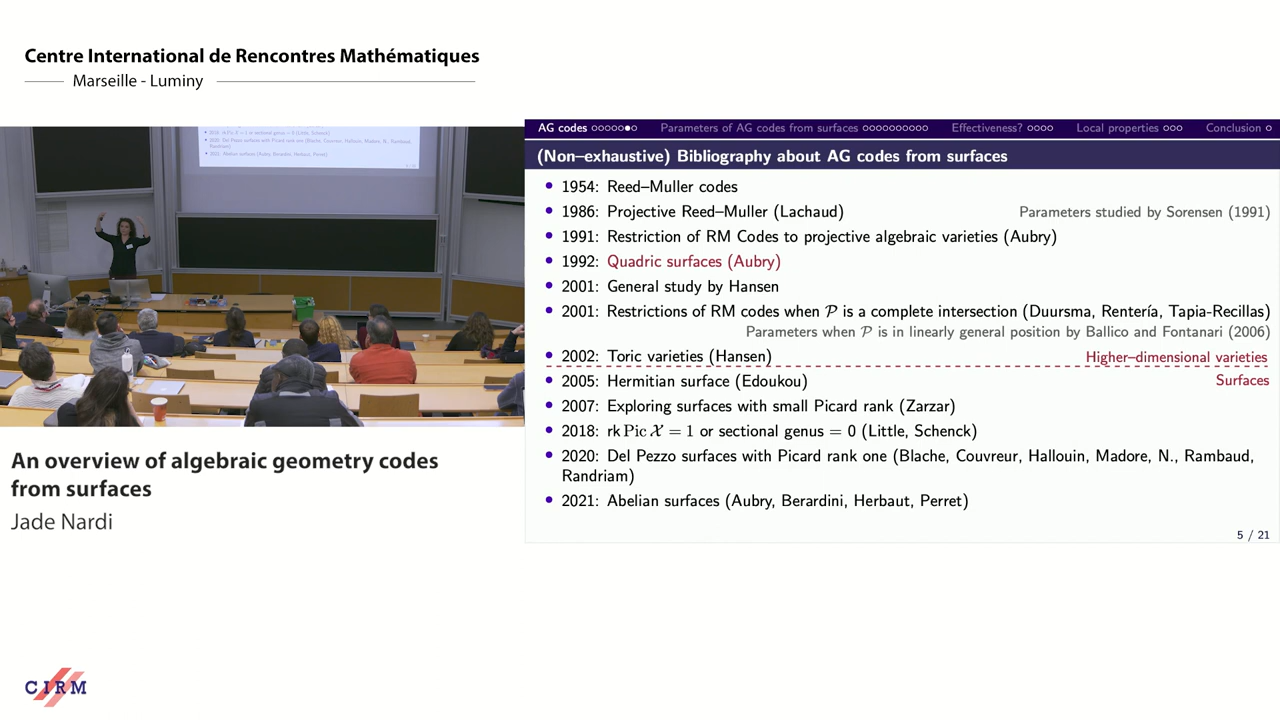 Centre International de Rencontres Mathématiques
Marseille - Luminy
AG codes Parameters of AG codes from surfaces Effectiveness? Local properties Conclusion
(Non–exhaustive) Bibliography about AG codes from surfaces
• 1954: Reed–Muller codes
• 1986: Projective Reed–Muller (Lachaud) Parameters studied by Sorensen (1991)
• 1991: Restriction of RM Codes to projective algebraic varieties (Aubry)
• 1992: Quadric surfaces (Aubry)
• 2001: General study by Hansen
• 2001: Restrictions of RM codes when 𝒫 is a complete intersection (Duursma, Rentería, Tapia-Recillas)
Parameters when 𝒫 is in linearly general position by Ballico and Fontanari (2006)
• 2002: Toric varieties (Hansen) Higher–dimensional varieties
• 2005: Hermitian surface (Edoukou) Surfaces
• 2007: Exploring surfaces with small Picard rank (Zarzar)
• 2018: rk Pic 𝒳 = 1 or sectional genus = 0 (Little, Schenck)
• 2020: Del Pezzo surfaces with Picard rank one (Blache, Couvreur, Hallouin, Madore, N., Rambaud,
Randriam)
• 2021: Abelian surfaces (Aubry, Berardini, Herbaut, Perret)
5 / 21
An overview of algebraic geometry codes
from surfaces
Jade Nardi
CIRM